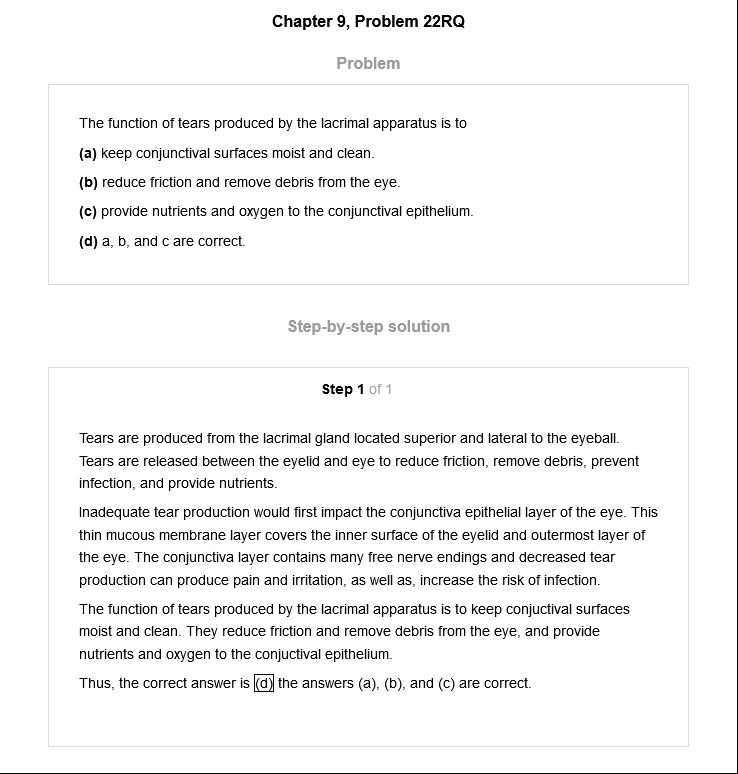 Chapter 9, Problem 22RQ
Problem
The function of tears produced by the lacrimal apparatus is to
(a) keep conjunctival surfaces moist and clean.
(b) reduce friction and remove debris from the eye.
(c) provide nutrients and oxygen to the conjunctival epithelium.
(d) a, b, and c are correct.
Step-by-step solution
Step 1 of 1
Tears are produced from the lacrimal gland located superior and lateral to the eyeball.
Tears are released between the eyelid and eye to reduce friction, remove debris, prevent
infection, and provide nutrients.
Inadequate tear production would first impact the conjunctiva epithelial layer of the eye. This
thin mucous membrane layer covers the inner surface of the eyelid and outermost layer of
the eye. The conjunctiva layer contains many free nerve endings and decreased tear
production can produce pain and irritation, as well as, increase the risk of infection.
The function of tears produced by the lacrimal apparatus is to keep conjuctival surfaces
moist and clean. They reduce friction and remove debris from the eye, and provide
nutrients and oxygen to the conjuctival epithelium.
Thus, the correct answer is (d) the answers (a), (b), and (c) are correct.